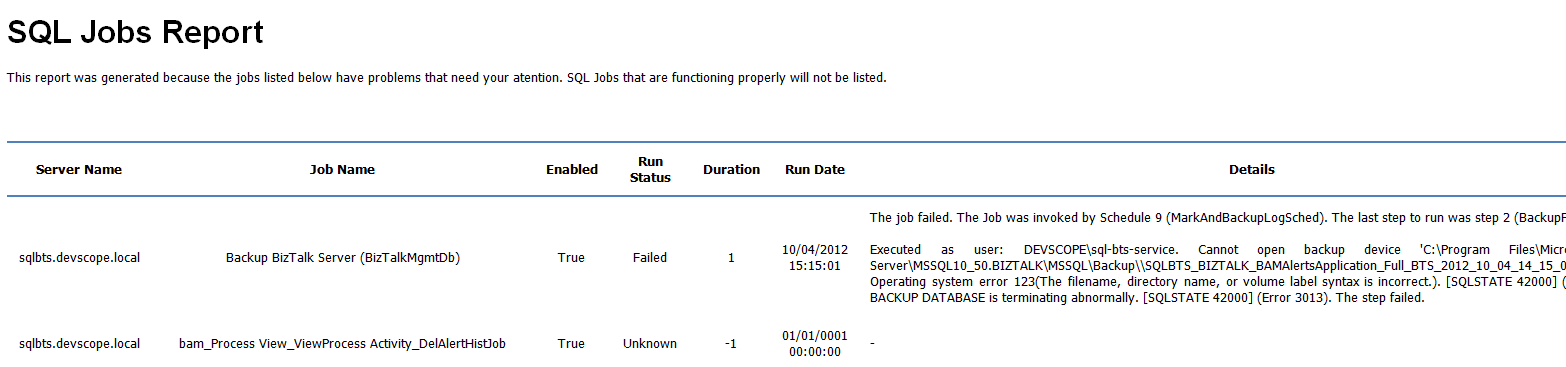 SQL Jobs Report
This report was generated because the jobs listed below have problems that need your atention. SQL Jobs that are functioning properly will not be listed.
Server Name Job Name Enabled Run Status Duration Run Date Details
sqlbts.devscope.local Backup BizTalk Server (BizTalkMgmtDb) True Failed 1 10/04/2012 15:15:01
The job failed. The Job was invoked by Schedule 9 (MarkAndBackupLogSched). The last step to run was step 2
Executed as user: DEVSCOPE\sql-bts-service. Cannot open backup device 'C:\Program
Server\MSSQL10_50.BIZTALK\MSSQL\Backup\\SQLBTS_BIZTALK_BAMAlertsApplication_Full_BTS_2012_10_04_14_15_0
Operating system error 123(The filename, directory name, or volume label syntax is incorrect.). [SQLSTATE 42000] (
BACKUP DATABASE is terminating abnormally. [SQLSTATE 42000] (Error 3013). The step failed.
sqlbts.devscope.local bam_Process View_ViewProcess Activity_DelAlertHistJob True Unknown -1 01/01/0001 00:00:00 -